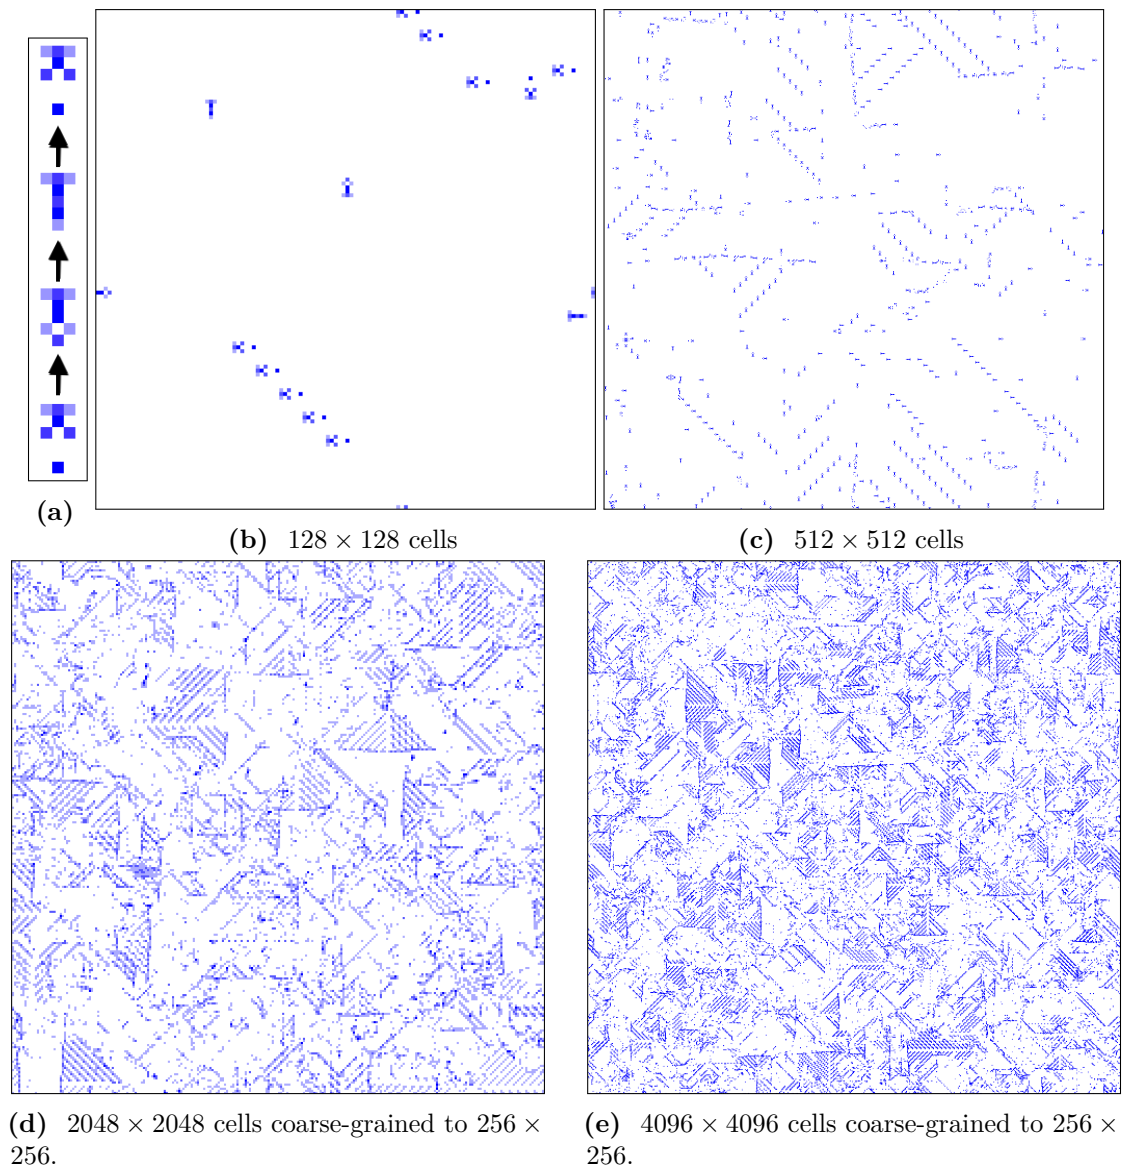 (a)
(b) 128 × 128 cells
(c) 512 × 512 cells
(d) 2048 × 2048 cells coarse-grained to 256 ×
256.
(e) 4096 × 4096 cells coarse-grained to 256 ×
256.